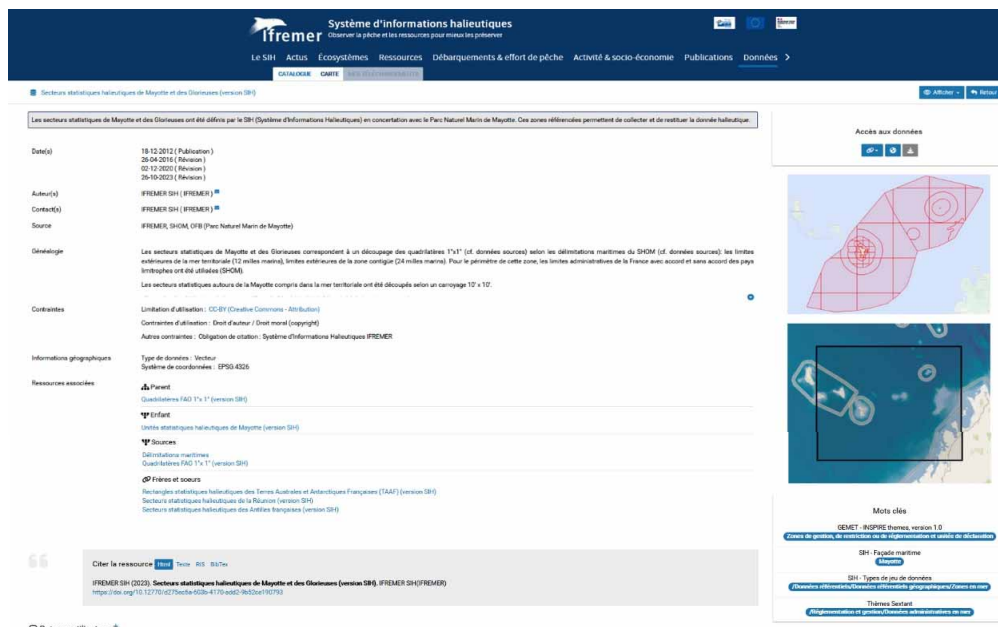 Ifremer
Système d'informations halieutiques
Observer la pêche et les ressources pour mieux les préserver
Le SIH Actus Écosystèmes Ressources Débarquements & effort de pêche Activité & socio-économie Publications Données >
CATALOGUE CARTE MES TÉLÉCHARGEMENTS
Secteurs statistiques halieutiques de Mayotte et des Glorieuses (version SIH)
Afficher Retour
Les secteurs statistiques de Mayotte et des Glorieuses ont été définis par le SIH (Système d'Informations Halieutiques) en concertation avec le Parc Naturel Marin de Mayotte. Ces zones référencées permettent de collecter et de restituer la donnée halieutique.
Date(s)
18-12-2012 ( Publication )
26-04-2016 ( Révision )
02-12-2020 ( Révision )
26-10-2023 ( Révision )
Auteur(s) IFREMER SIH ( IFREMER )
Contact(s) IFREMER SIH ( IFREMER )
Source IFREMER, SHOM, OFB (Parc Naturel Marin de Mayotte)
Généalogie
Les secteurs statistiques de Mayotte et des Glorieuses correspondent à un découpage des quadrilatères 1°x1° (cf. données sources) selon les délimitations maritimes du SHOM (cf. données sources): les limites
extérieures de la mer territoriale (12 milles marins), limites extérieures de la zone contigüe (24 milles marins). Pour le périmètre de cette zone, les limites administratives de la France avec accord et sans accord des pays
limitrophes ont été utilisées (SHOM).
Les secteurs statistiques autours de la Mayotte compris dans la mer territoriale ont été découpés selon un carroyage 10' x 10'.
Contraintes
Limitation d'utilisation : CC-BY (Creative Commons - Attribution)
Contraintes d'utilisation : Droit d'auteur / Droit moral (copyright)
Autres contraintes : Obligation de citation : Système d'Informations Halieutiques IFREMER
Informations géographiques
Type de données : Vecteur
Système de coordonnées : EPSG:4326
Ressources associées
Parent
Quadrilatères FAO 1°x 1° (version SIH)
Enfant
Unités statistiques halieutiques de Mayotte (version SIH)
Sources
Délimitations maritimes
Quadrilatères FAO 1°x 1° (version SIH)
Frères et soeurs
Rectangles statistiques halieutiques des Terres Australes et Antarctiques Françaises (TAAF) (version SIH)
Secteurs statistiques halieutiques de la Réunion (version SIH)
Secteurs statistiques halieutiques des Antilles françaises (version SIH)
Citer la ressource Html Texte RIS BibTex
IFREMER SIH (2023). Secteurs statistiques halieutiques de Mayotte et des Glorieuses (version SIH). IFREMER SIH(IFREMER)
https://doi.org/10.12770/d275ec8a-603b-4170-add2-9b52ce190793
Accès aux données
Mots clés
GEMET - INSPIRE themes, version 1.0
Zones de gestion, de restriction ou de réglementation et unités de déclaration
SIH - Façade maritime
Mayotte
SIH - Types de jeu de données
/Données référentiels/Données référentiels géographiques/Zones en mer
Thèmes Sextant
/Réglementation et gestion/Données administratives en mer